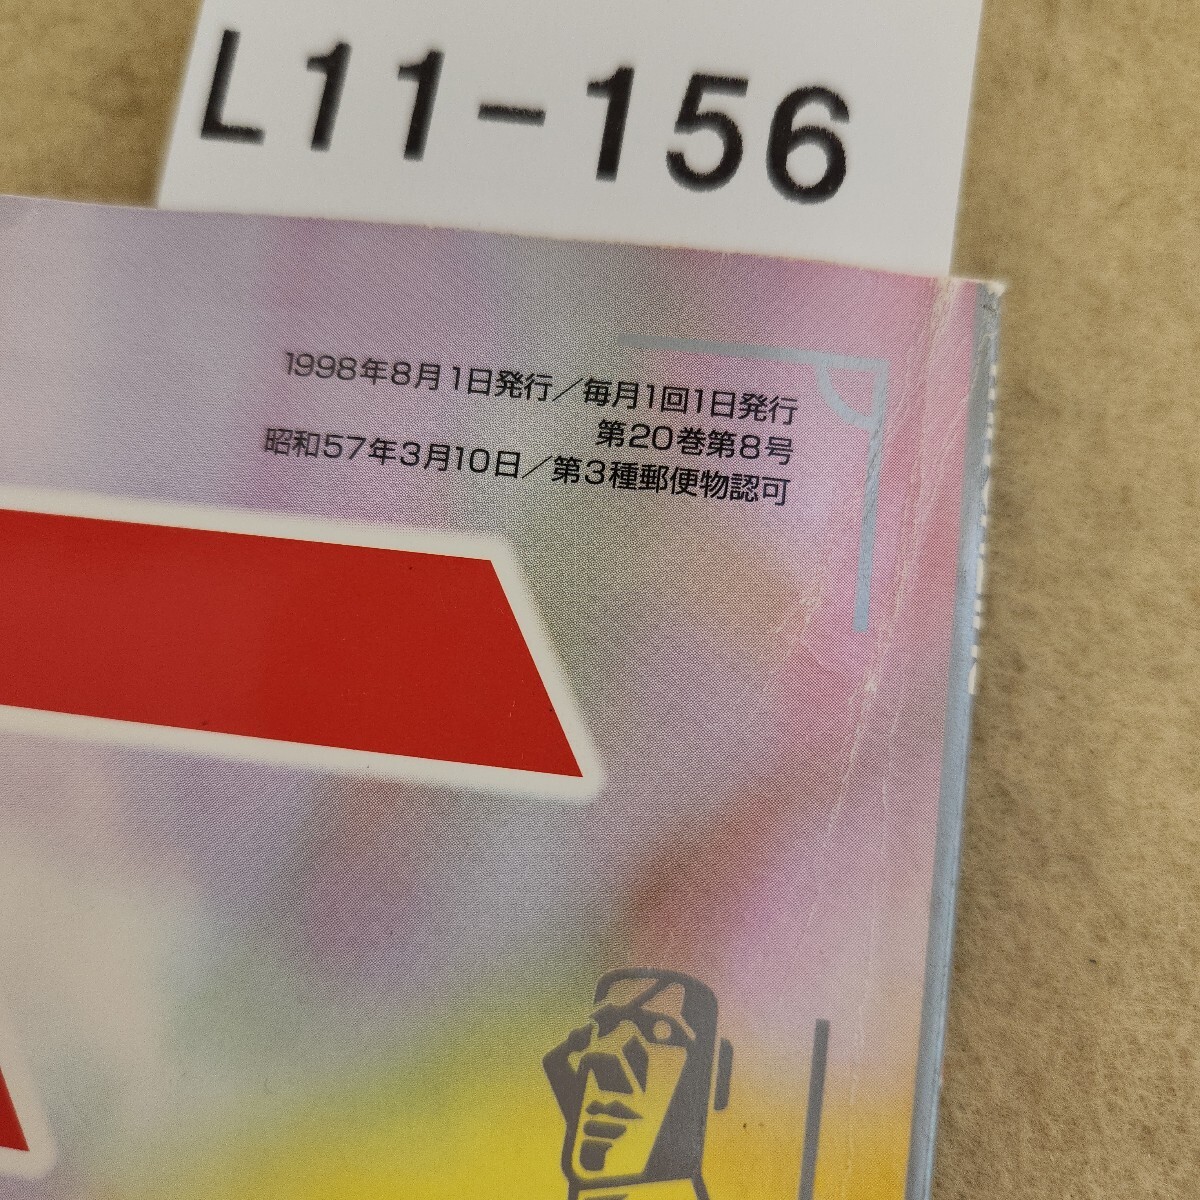 L11-156
1998年8月1日発行／毎月1回1日発行
第20巻第8号
昭和57年3月10日／第3種郵便物認可